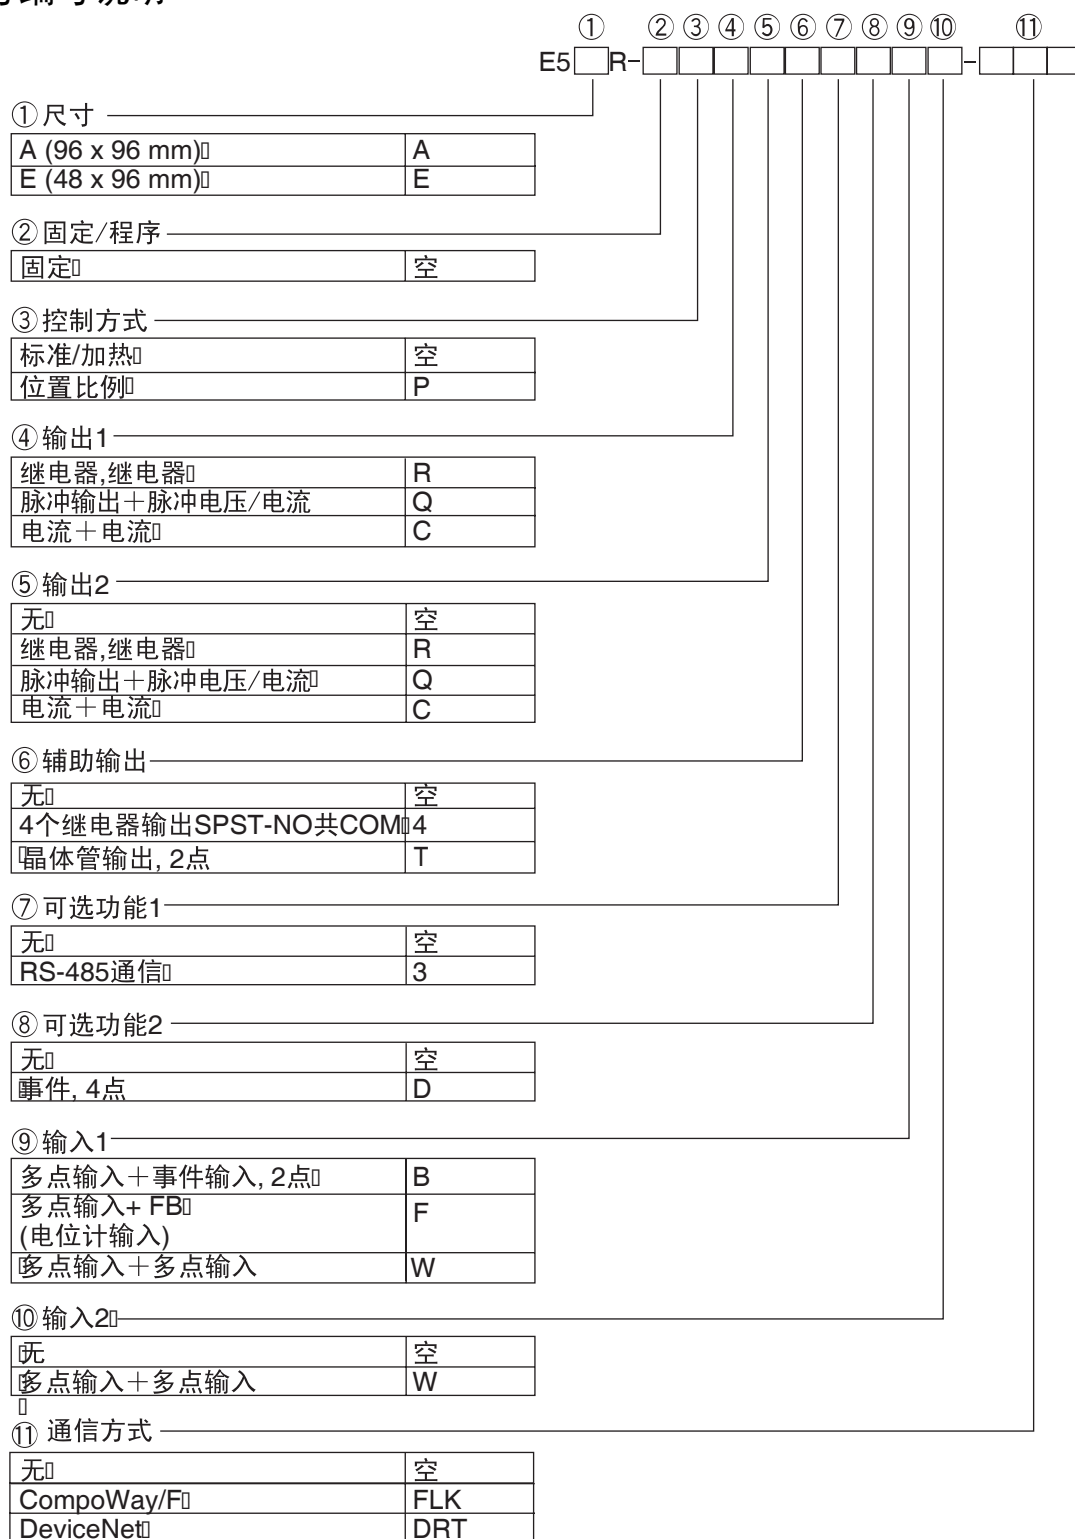 ① ② ③ ④ ⑤ ⑥ ⑦ ⑧ ⑨ ⑩ ⑪
E5□R-□□□□□□□□□-□□□
①尺寸
A (96 x 96 mm) A
E (48 x 96 mm) E
②固定/程序
固定 空
③控制方式
标准/加热 空
位置比例 P
④输出1
继电器,继电器 R
脉冲输出＋脉冲电压/电流 Q
电流＋电流 C
⑤输出2
无 空
继电器,继电器 R
脉冲输出＋脉冲电压/电流 Q
电流＋电流 C
⑥辅助输出
无 空
4个继电器输出SPST-NO共COM 4
晶体管输出, 2点 T
⑦可选功能1
无 空
RS-485通信 3
⑧可选功能2
无 空
事件, 4点 D
⑨输入1
多点输入＋事件输入, 2点 B
多点输入+ FB F
(电位计输入)
多点输入＋多点输入 W
⑩输入2
无 空
多点输入＋多点输入 W
⑪ 通信方式
无 空
CompoWay/F FLK
DeviceNet DRT